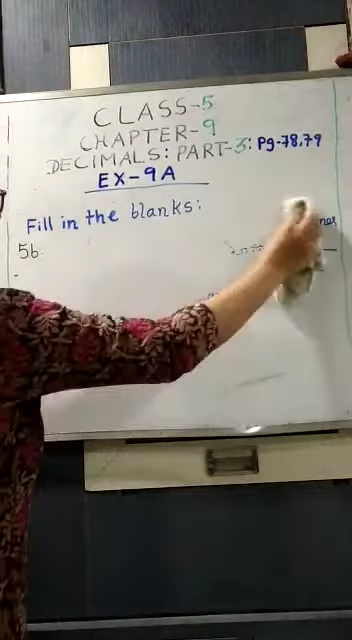 CLASS-5
CHAPTER-9
DECIMALS: PART-3: Pg-78,79
EX-9A
Fill in the blanks:
5b.